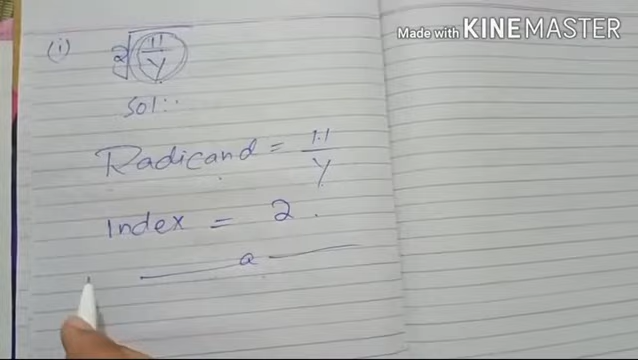 Made with KINEMASTER
(i) 2√11/y
Sol:.
Radicand = 11/y
Index = 2.
a